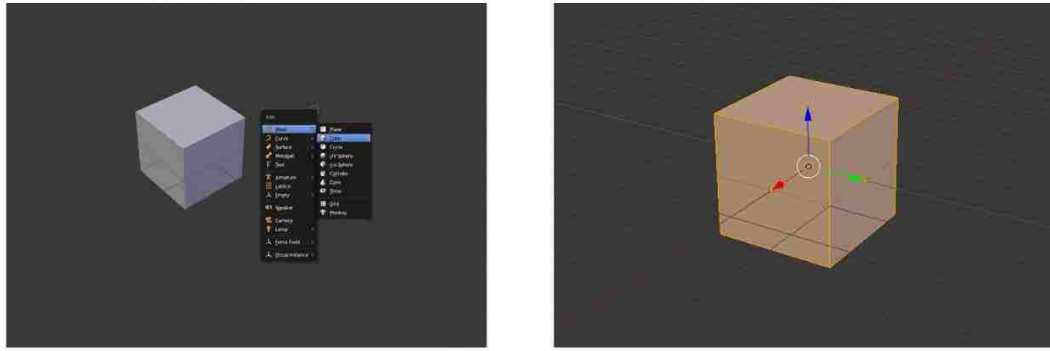 Add
Mesh
Curve
Surface
Metaball
Text
Armature
Lattice
Empty
Speaker
Camera
Lamp
Force Field
Group Instance
Plane
Cube
Circle
UV Sphere
Ico Sphere
Cylinder
Cone
Torus
Grid
Monkey